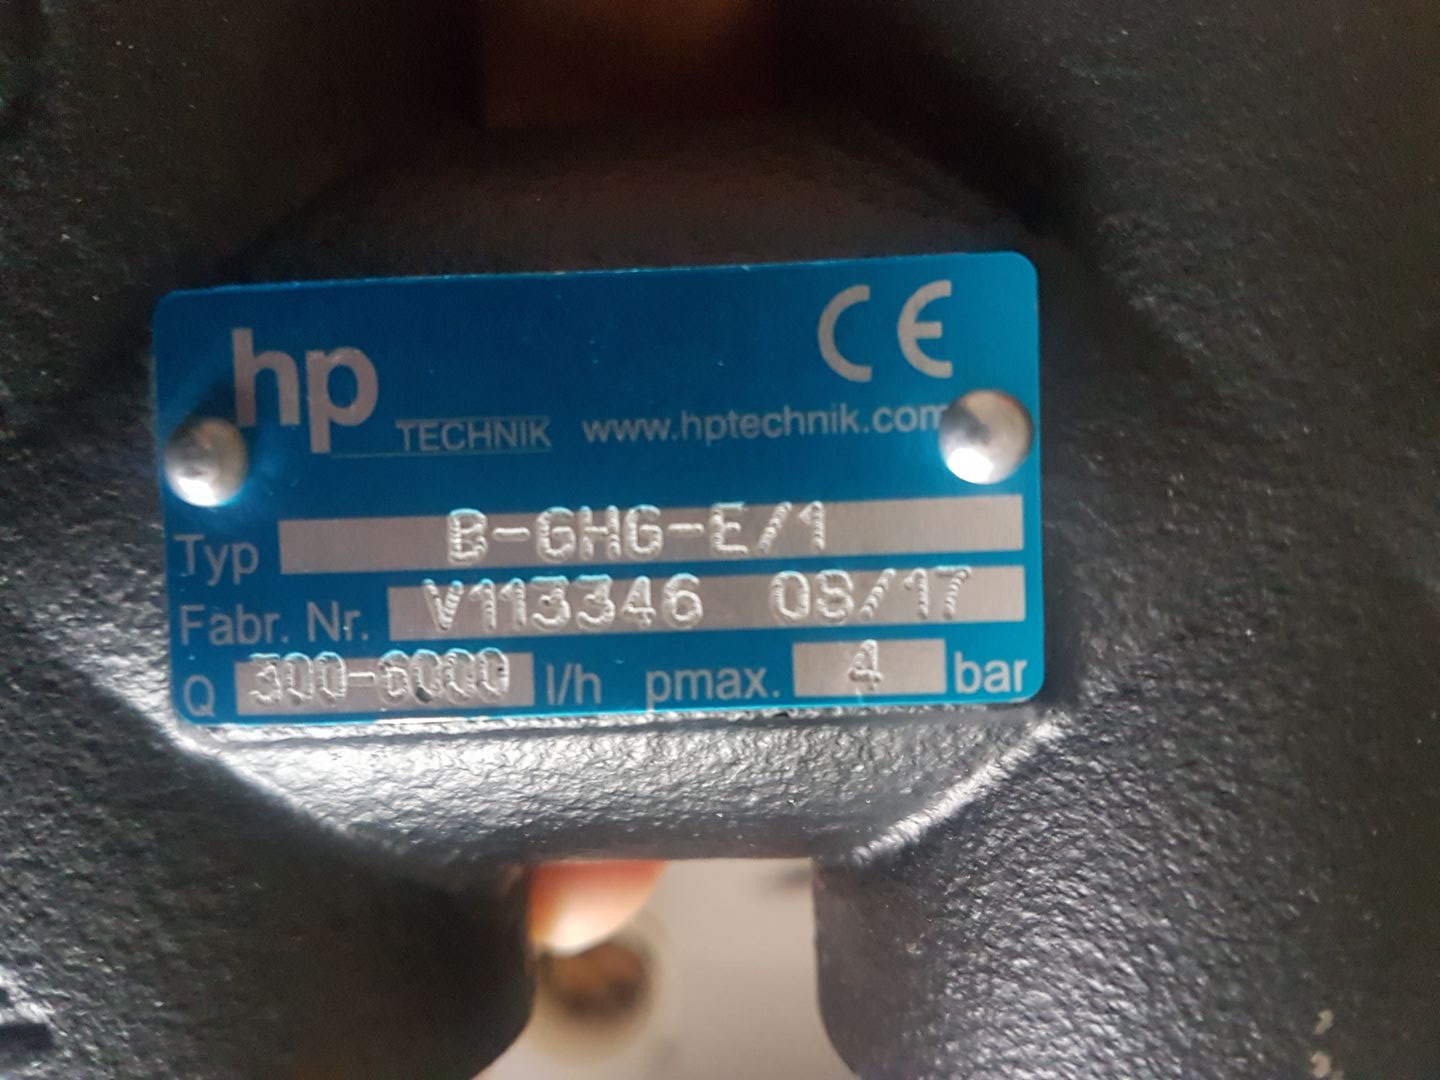 hp TECHNIK www.hptechnik.com CE
Typ B-GHG-E/1
Fabr. Nr. V113346 08/17
Q 300-6000 l/h pmax. 4 bar